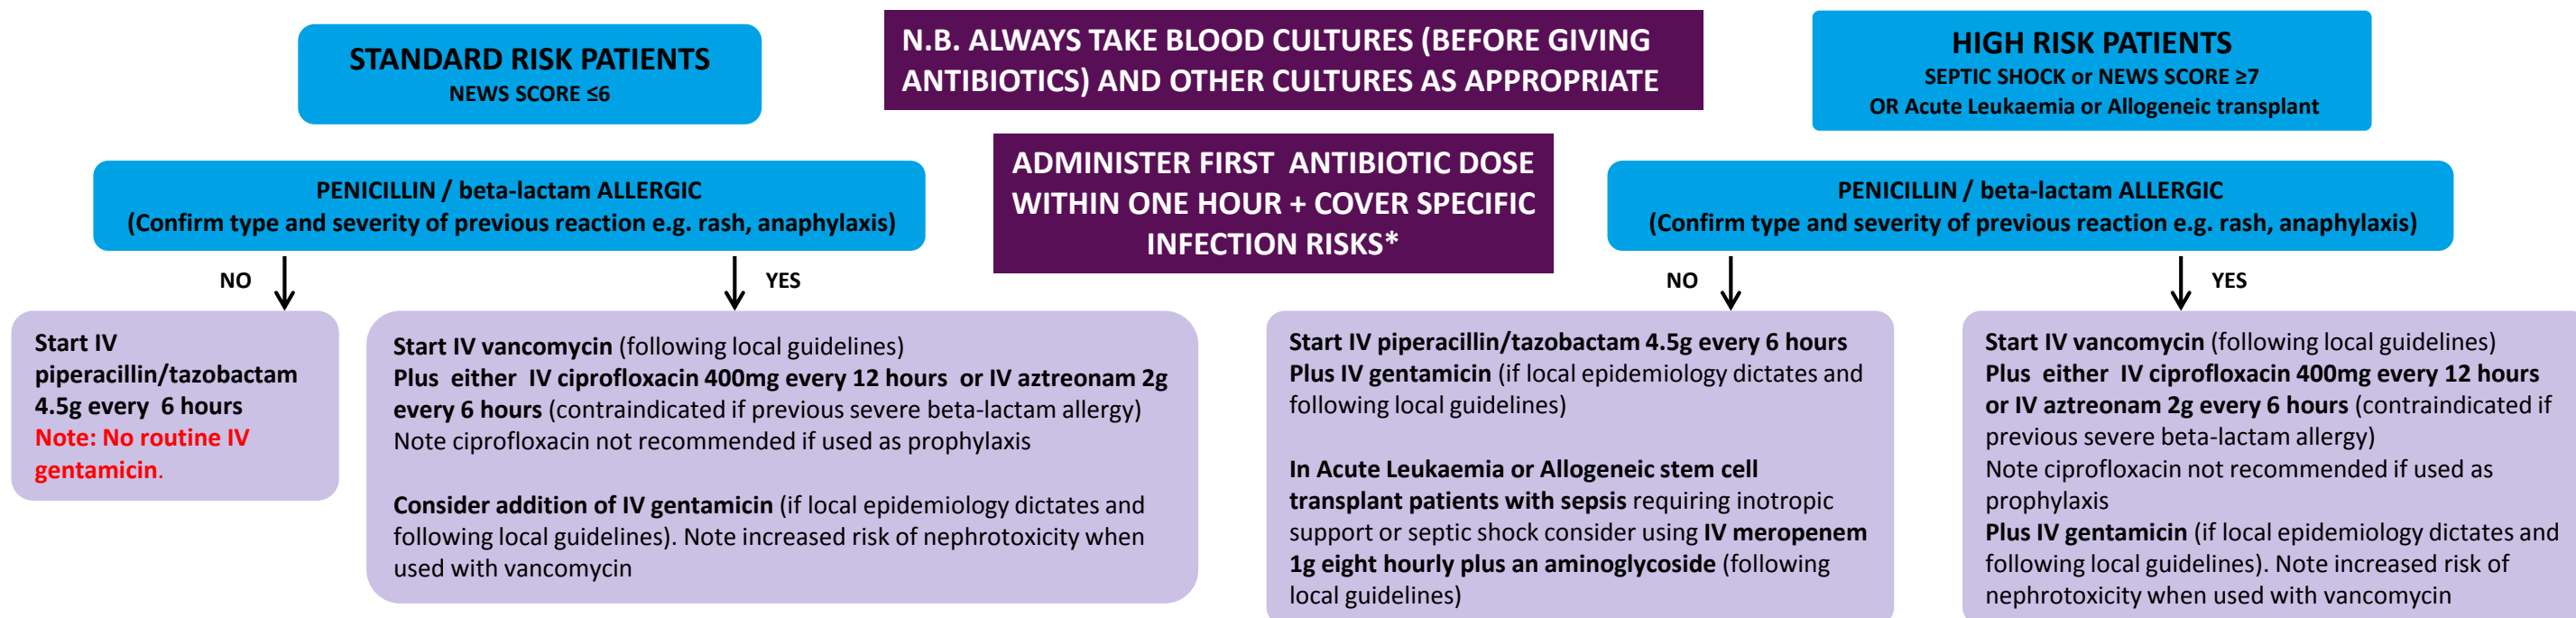 STANDARD RISK PATIENTS
NEWS SCORE ≤6
N.B. ALWAYS TAKE BLOOD CULTURES (BEFORE GIVING
ANTIBIOTICS) AND OTHER CULTURES AS APPROPRIATE
HIGH RISK PATIENTS
SEPTIC SHOCK or NEWS SCORE ≥7
OR Acute Leukaemia or Allogeneic transplant
PENICILLIN / beta-lactam ALLERGIC
(Confirm type and severity of previous reaction e.g. rash, anaphylaxis)
ADMINISTER FIRST ANTIBIOTIC DOSE
WITHIN ONE HOUR + COVER SPECIFIC
INFECTION RISKS*
PENICILLIN / beta-lactam ALLERGIC
(Confirm type and severity of previous reaction e.g. rash, anaphylaxis)
NO
YES
NO
YES
Start IV
piperacillin/tazobactam
4.5g every 6 hours
Note: No routine IV
gentamicin.
Start IV vancomycin (following local guidelines)
Plus either IV ciprofloxacin 400mg every 12 hours or IV aztreonam 2g
every 6 hours (contraindicated if previous severe beta-lactam allergy)
Note ciprofloxacin not recommended if used as prophylaxis
Consider addition of IV gentamicin (if local epidemiology dictates and
following local guidelines). Note increased risk of nephrotoxicity when
used with vancomycin
Start IV piperacillin/tazobactam 4.5g every 6 hours
Plus IV gentamicin (if local epidemiology dictates and
following local guidelines)
In Acute Leukaemia or Allogeneic stem cell
transplant patients with sepsis requiring inotropic
support or septic shock consider using IV meropenem
1g eight hourly plus an aminoglycoside (following
local guidelines)
Start IV vancomycin (following local guidelines)
Plus either IV ciprofloxacin 400mg every 12 hours
or IV aztreonam 2g every 6 hours (contraindicated if
previous severe beta-lactam allergy)
Note ciprofloxacin not recommended if used as
prophylaxis
Plus IV gentamicin (if local epidemiology dictates and
following local guidelines). Note increased risk of
nephrotoxicity when used with vancomycin